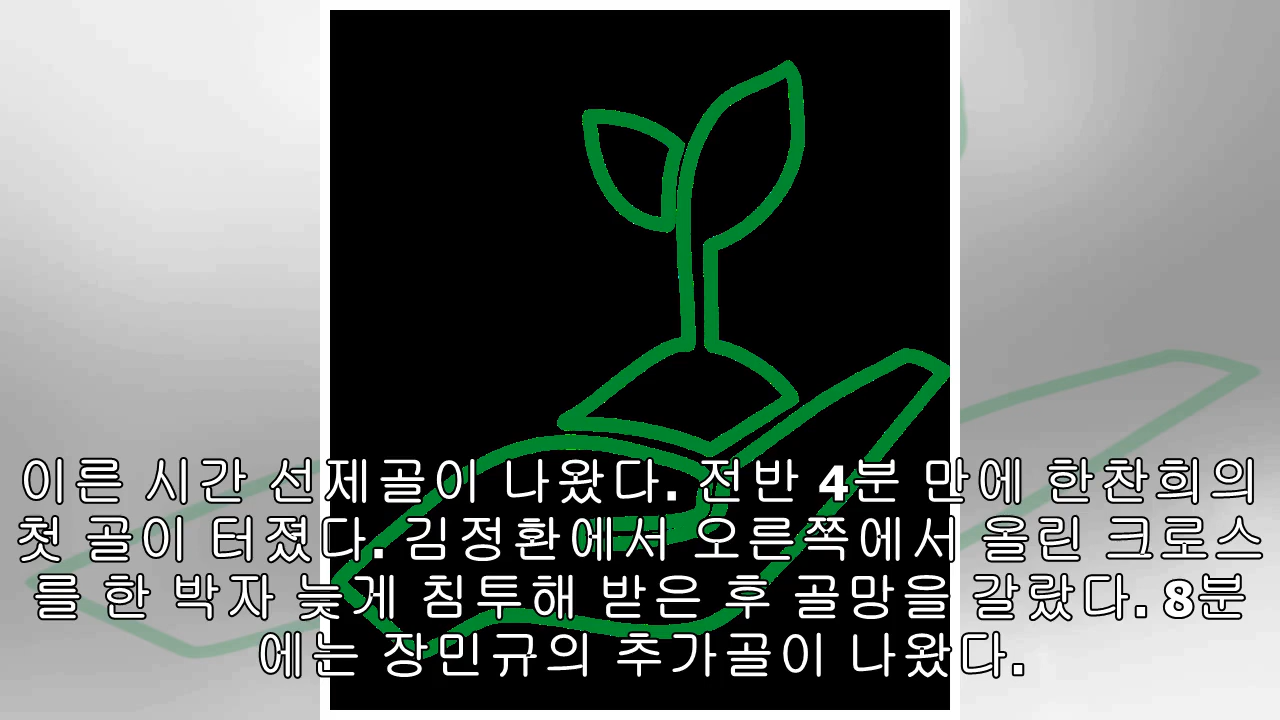 이른 시간 선제골이 나왔다. 전반 4분 만에 한찬희의
첫 골이 터졌다. 김정환에서 오른쪽에서 올린 크로스
를 한 박자 늦게 침투해 받은 후 골망을 갈랐다. 8분
에는 장민규의 추가골이 나왔다.